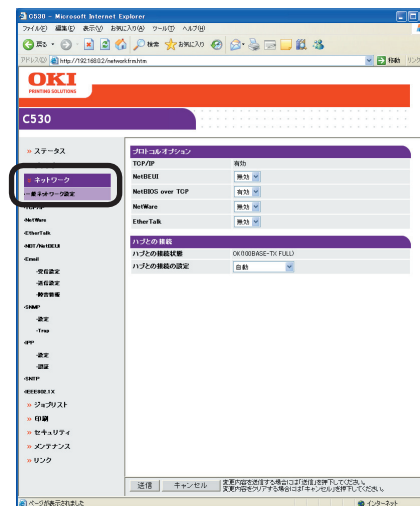 C530 - Microsoft Internet Explorer
ファイル(F) 編集(E) 表示(V) お気に入り(A) ツール(T) ヘルプ(H)
戻る 検索 お気に入り
アドレス(D) http://192.168.0.2/networkfrm.htm 移動 リンク
OKI
PRINTING SOLUTIONS
C530
» ステータス
» ネットワーク
-一般ネットワーク設定
-TCP/IP
-NetWare
-EtherTalk
-NBT/NetBEUI
-Email
-受信設定
-送信設定
-障害情報
-SNMP
-設定
-Trap
-IPP
-設定
-認証
-SNTP
-IEEE802.1X
» ジョブリスト
» 印刷
» セキュリティ
» メンテナンス
» リンク
プロトコルオプション
TCP/IP 有効
NetBEUI 無効
NetBIOS over TCP 有効
NetWare 無効
EtherTalk 無効
ハブとの接続
ハブとの接続状態 OK(100BASE-TX FULL)
ハブとの接続の設定 自動
送信 キャンセル 変更内容を送信する場合には「送信」を押下してください。
変更内容をクリアする場合には「キャンセル」を押下してください。
ページが表示されました インターネット